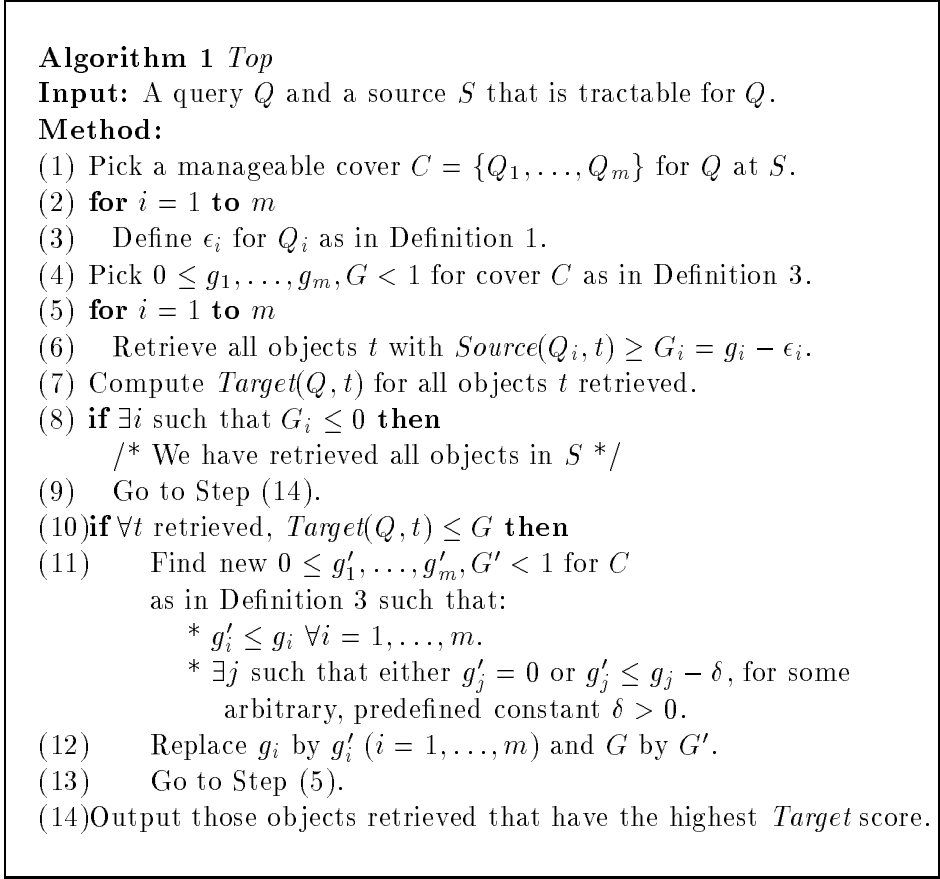 Algorithm 1 Top
Input: A query Q and a source S that is tractable for Q.
Method:
(1) Pick a manageable cover C = {Q₁, . . . , Qₘ} for Q at S.
(2) for i = 1 to m
(3) Define ϵᵢ for Qᵢ as in Definition 1.
(4) Pick 0 ≤ g₁, . . . , gₘ, G < 1 for cover C as in Definition 3.
(5) for i = 1 to m
(6) Retrieve all objects t with Source(Qᵢ, t) ≥ Gᵢ = gᵢ − ϵᵢ.
(7) Compute Target(Q, t) for all objects t retrieved.
(8) if ∃i such that Gᵢ ≤ 0 then
/* We have retrieved all objects in S */
(9) Go to Step (14).
(10)if ∀t retrieved, Target(Q, t) ≤ G then
(11) Find new 0 ≤ g′₁, . . . , g′ₘ, G′ < 1 for C
as in Definition 3 such that:
* g′ᵢ ≤ gᵢ ∀i = 1, . . . , m.
* ∃j such that either g′ⱼ = 0 or g′ⱼ ≤ gⱼ − δ, for some
arbitrary, predefined constant δ > 0.
(12) Replace gᵢ by g′ᵢ (i = 1, . . . , m) and G by G′.
(13) Go to Step (5).
(14)Output those objects retrieved that have the highest Target score.